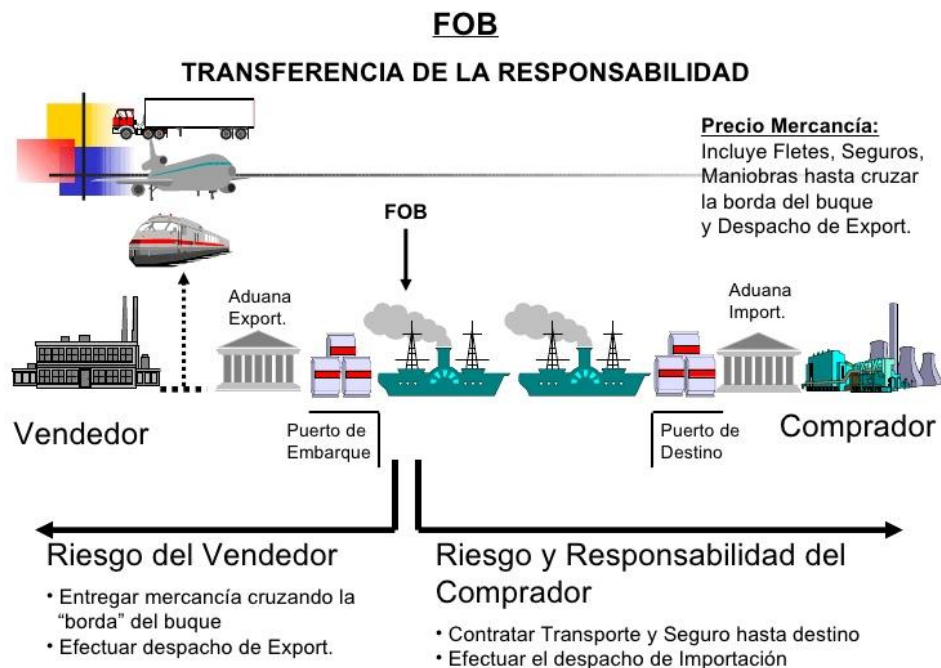 FOB
TRANSFERENCIA DE LA RESPONSABILIDAD
Precio Mercancía:
Incluye Fletes, Seguros,
Maniobras hasta cruzar
la borda del buque
y Despacho de Export.
FOB
Aduana
Export.
Aduana
Import.
Vendedor
Puerto de
Embarque
Puerto de
Destino
Comprador
Riesgo del Vendedor
• Entregar mercancía cruzando la
“borda” del buque
• Efectuar despacho de Export.
Riesgo y Responsabilidad del
Comprador
• Contratar Transporte y Seguro hasta destino
• Efectuar el despacho de Importación